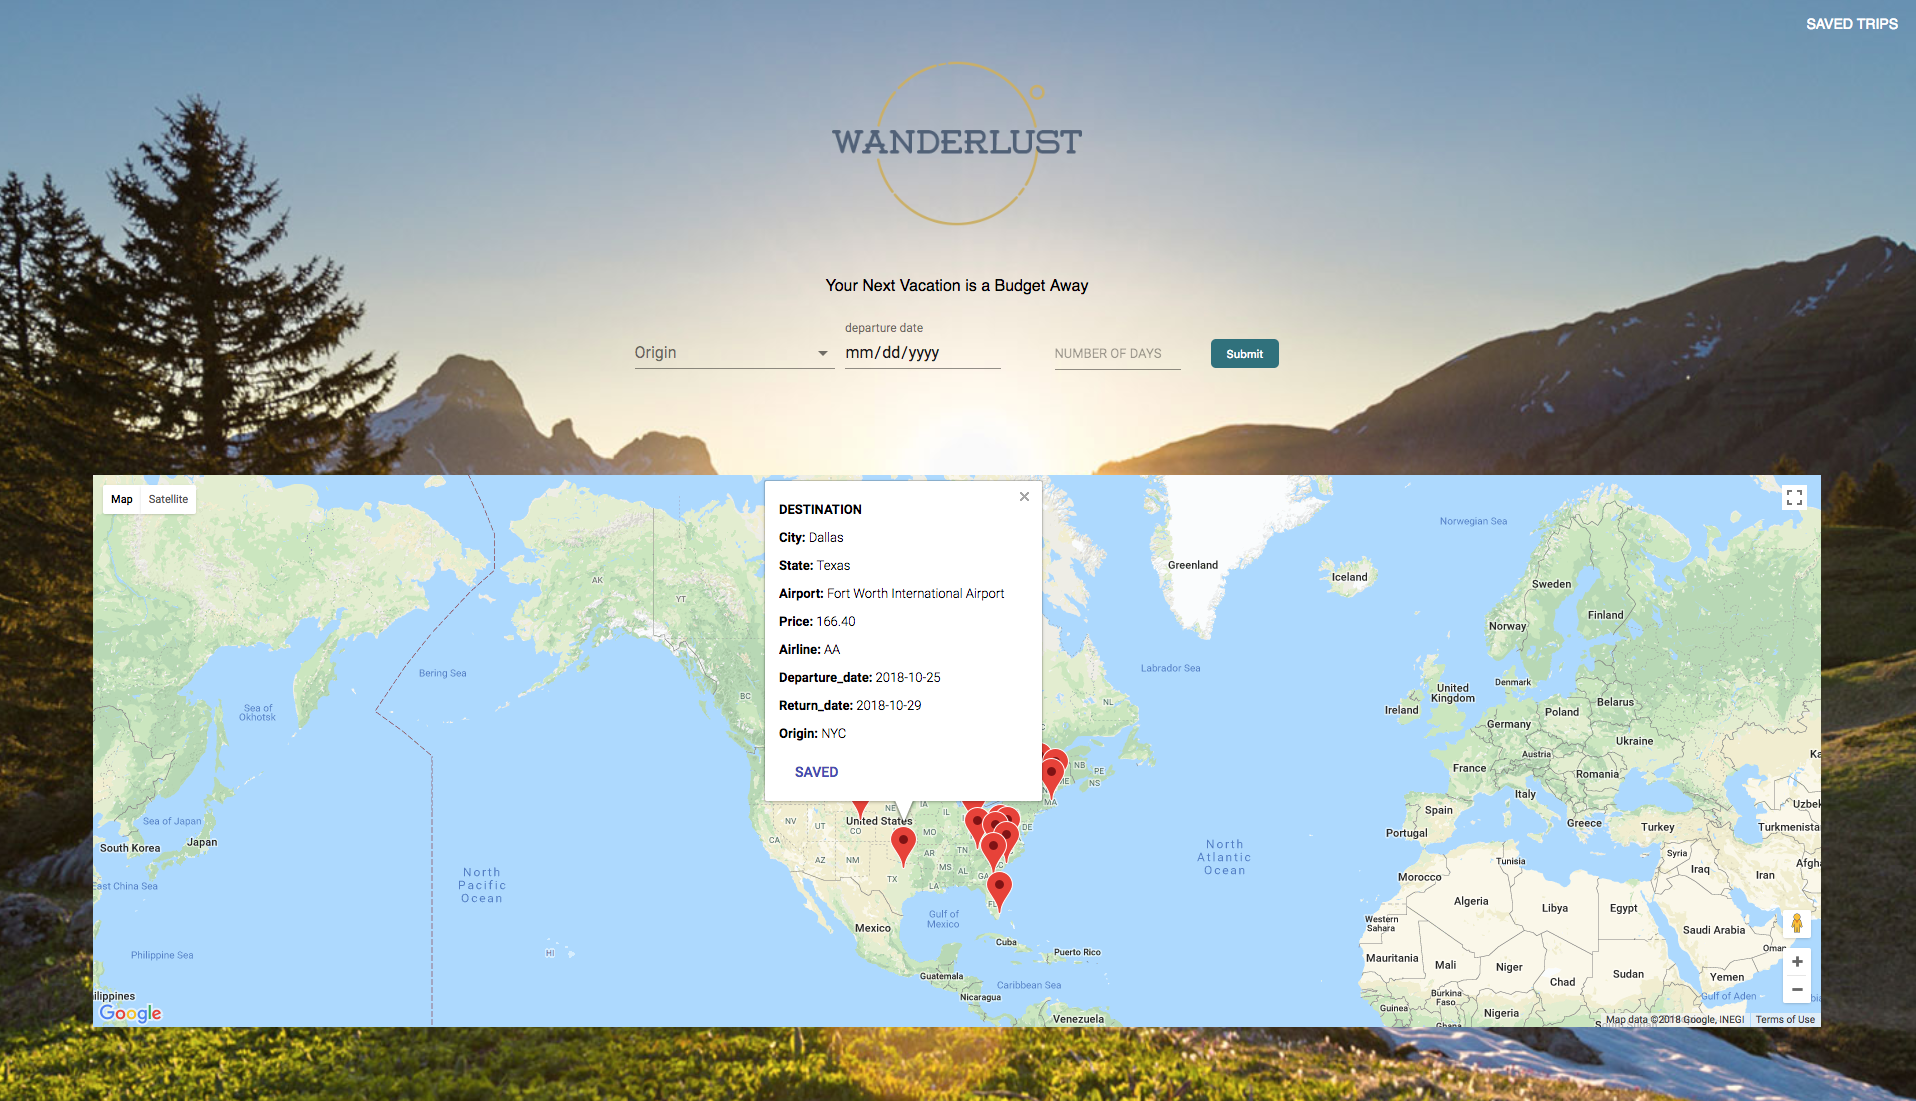 SAVED TRIPS
WANDERLUST
Your Next Vacation is a Budget Away
departure date
Origin
mm/dd/yyyy
NUMBER OF DAYS
Submit
Map
Satellite
DESTINATION
City: Dallas
State: Texas
Airport: Fort Worth International Airport
Price: 166.40
Airline: AA
Departure_date: 2018-10-25
Return_date: 2018-10-29
Origin: NYC
SAVED
Norwegian Sea
Greenland
Iceland
Sweden
AK
YT
Finland
Norway
Labrador Sea
Bering Sea
Denmark
United
Kingdom
BC
NL
Belarus
Sea of
Okhotsk
Ireland
Poland
Germany
Ukraine
Austria
France
Romania
NB
PE
NS
ME
Italy
MA
NE
IA
Spain
Uzbek
Sea of Japan
NV
UT
United States
CO
IL
Greece
Turkey
Turkmenista
MO
DE
Portugal
South Korea
Japan
CA
TN
AZ
NM
AR
Syria
Tunisia
Iraq
Iran
Afgha
North
Pacific
Ocean
North
Atlantic
Ocean
MS
AL
GA
TX
LA
Morocco
East China Sea
Algeria
Libya
Egypt
FL
Gulf of
Mexico
Western
Sahara
Mexico
Saudi Arabia
Cuba
Puerto Rico
Oman
HI
Philippine Sea
Mauritania
Mali
Niger
Sudan
Chad
Yemen
Guatemala
Caribbean Sea
Nicaragua
Burkina
Faso
Gulf of Aden
ilippines
Guinea
Nigeria
Google
Venezuela
Ghana
Map data ©2018 Google, INEGI
Terms of Use